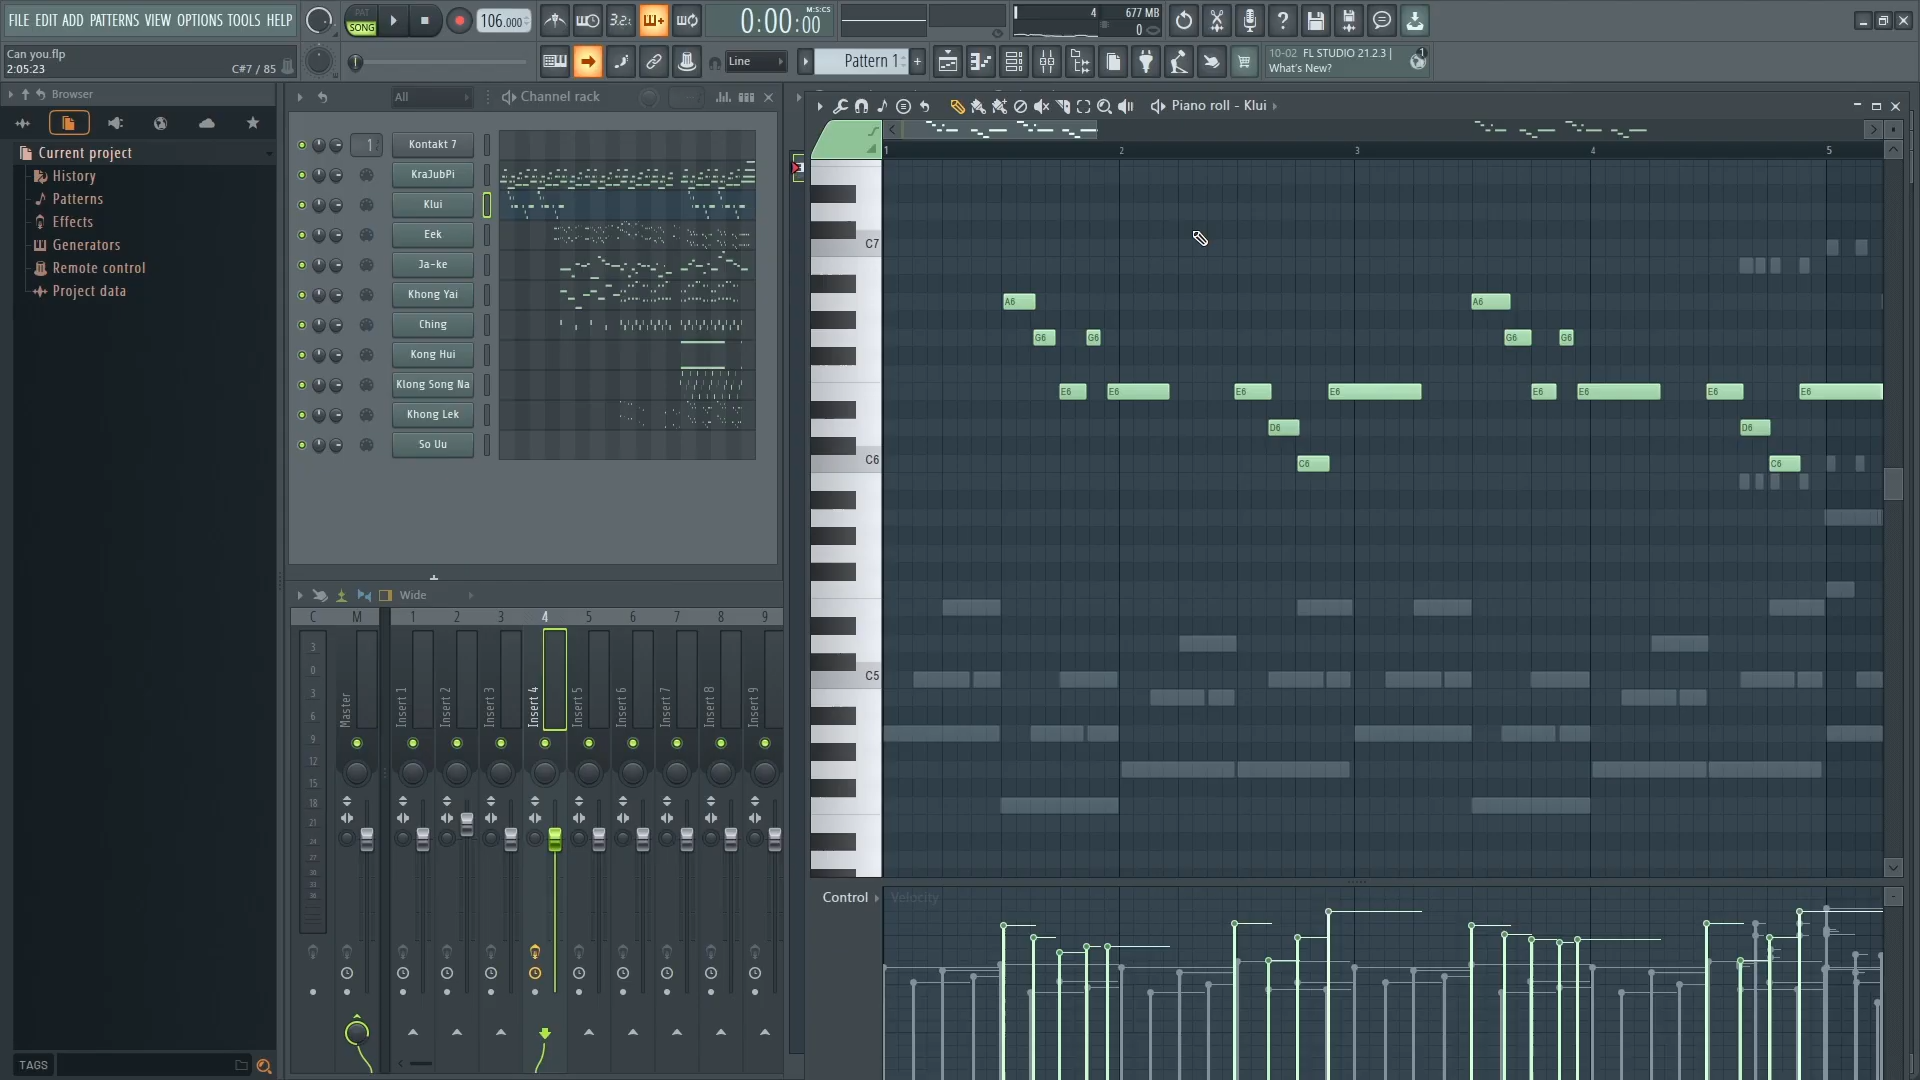 FILE EDIT ADD PATTERNS VIEW OPTIONS TOOLS HELP
PAT
SONG
106.000
3.2
0:00:00
M:S:CS
4
677 MB
0
Can you.flp
2:05:23
C#7 / 85
Line
Pattern 1
10-02 FL STUDIO 21.2.3 |
What's New?
1
Browser
All
Channel rack
Piano roll - Klui
Current project
History
Patterns
Effects
Generators
Remote control
Project data
TAGS
1
Kontakt 7
KraJubPi
Klui
Eek
Ja-ke
Khong Yai
Ching
Kong Hui
Klong Song Na
Khong Lek
So Uu
Wide
C M 1 2 3 4 5 6 7 8 9
3
0
3
6
9
12
15
18
21
24
27
30
33
36
Master
Insert 1
Insert 2
Insert 3
Insert 4
Insert 5
Insert 6
Insert 7
Insert 8
Insert 9
1 2 3 4 5
C7
C6
C5
A6 A6
G6 G6 G6 G6
E6 E6 E6 E6 E6 E6 E6 E6
D6 D6
C6 C6
Control
Velocity